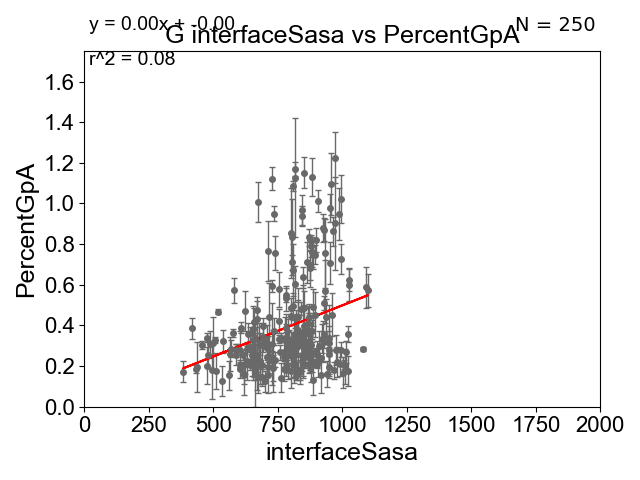 y = 0.00x + -0.00
N = 250
G interfaceSasa vs PercentGpA
r^2 = 0.08
PercentGpA
1.6
1.4
1.2
1.0
0.8
0.6
0.4
0.2
0.0
0 250 500 750 1000 1250 1500 1750 2000
interfaceSasa